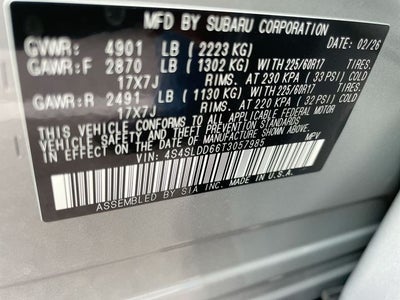 MFD BY SUBARU CORPORATION DATE 02/26
GVWR: 4901 LB (2223 KG)
GAWR:F 2870 LB (1302 KG) WITH 225/60R17 TIRES,
17X7J RIMS, AT 230 KPA (33 PSI) COLD
GAWR:R 2491 LB (1130 KG) WITH 225/60R17 TIRES,
17X7J RIMS, AT 220 KPA (32 PSI) COLD
THIS VEHICLE CONFORMS TO ALL APPLICABLE FEDERAL MOTOR
VEHICLE SAFETY AND THEFT PREVENTION STANDARDS
IN EFFECT ON THE DATE OF MANUFACTURE SHOWN ABOVE.
VIN: 4S4SLDD66T3057985 MPV
ASSEMBLED BY SIA INC. MADE IN U.S.A.